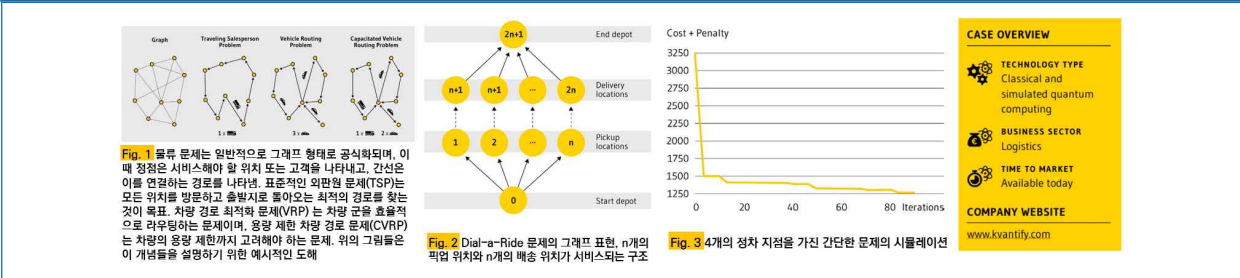 Graph
Traveling Salesperson
Problem
Vehicle Routing
Problem
Capacitated Vehicle
Routing Problem
1 x
3 x
1 x
2 x
Fig. 1 물류 문제는 일반적으로 그래프 형태로 공식화되며, 이
때 정점은 서비스해야 할 위치 또는 고객을 나타내고, 간선은
이를 연결하는 경로를 나타냄. 표준적인 외판원 문제(TSP)는
모든 위치를 방문하고 출발지로 돌아오는 최적의 경로를 찾는
것이 목표. 차량 경로 최적화 문제(VRP) 는 차량 군을 효율적
으로 라우팅하는 문제이며, 용량 제한 차량 경로 문제(CVRP)
는 차량의 용량 제한까지 고려해야 하는 문제. 위의 그림들은
이 개념들을 설명하기 위한 예시적인 도해
2n+1
End depot
n+1
n+1
...
2n
Delivery
locations
1
2
...
n
Pickup
locations
0
Start depot
Fig. 2 Dial-a-Ride 문제의 그래프 표현, n개의
픽업 위치와 n개의 배송 위치가 서비스되는 구조
Cost + Penalty
3250
3000
2750
2500
2250
2000
1750
1500
1250
0 20 40 60 80 Iterations
Fig. 3 4개의 정차 지점을 가진 간단한 문제의 시뮬레이션
CASE OVERVIEW
TECHNOLOGY TYPE
Classical and
simulated quantum
computing
BUSINESS SECTOR
Logistics
TIME TO MARKET
Available today
COMPANY WEBSITE
www.kvantify.com